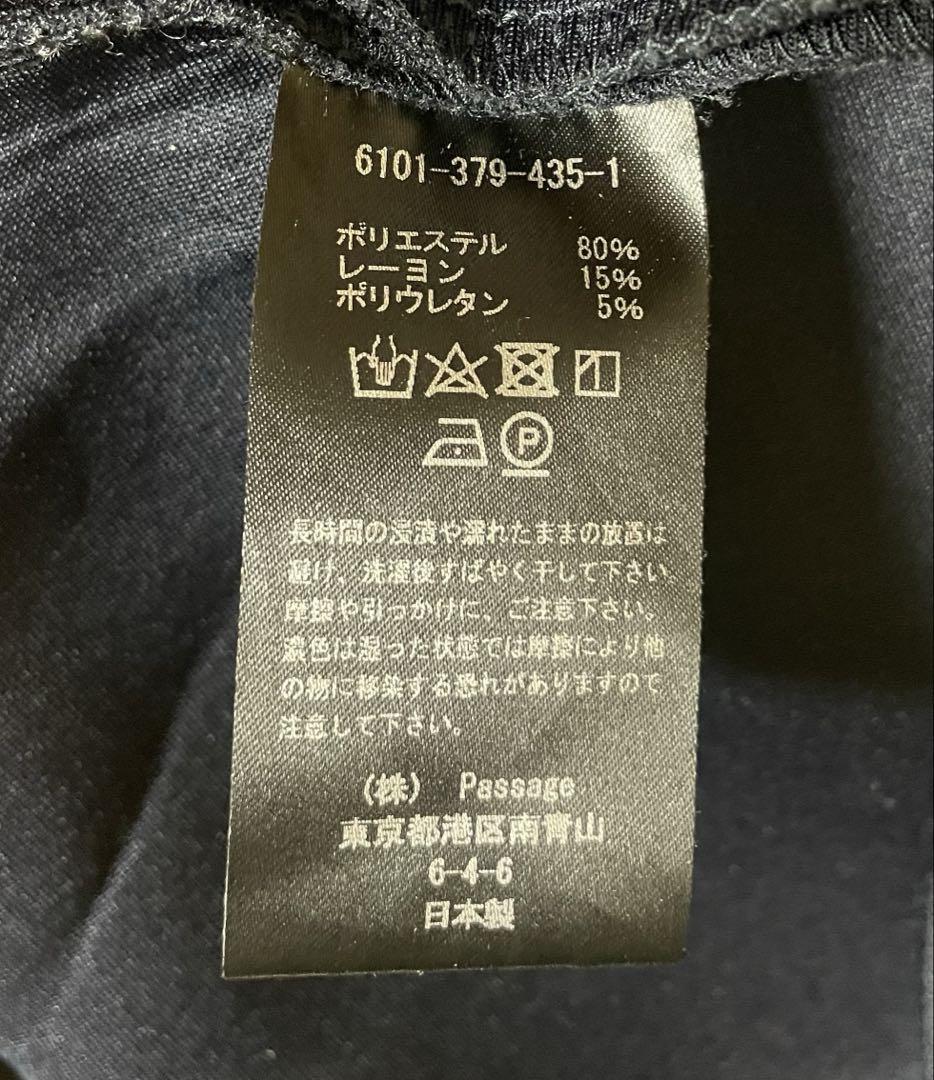 6101-379-435-1
ポリエステル 80%
レーヨン 15%
ポリウレタン 5%
P
長時間の浸漬や濡れたままの放置は
避け、洗濯後すばやく干して下さい。
摩擦や引っかけに、ご注意下さい。
濃色は湿った状態では摩擦により他
の物に移染する恐れがありますので
注意して下さい。
(株) Passage
東京都港区南青山
6-4-6
日本製